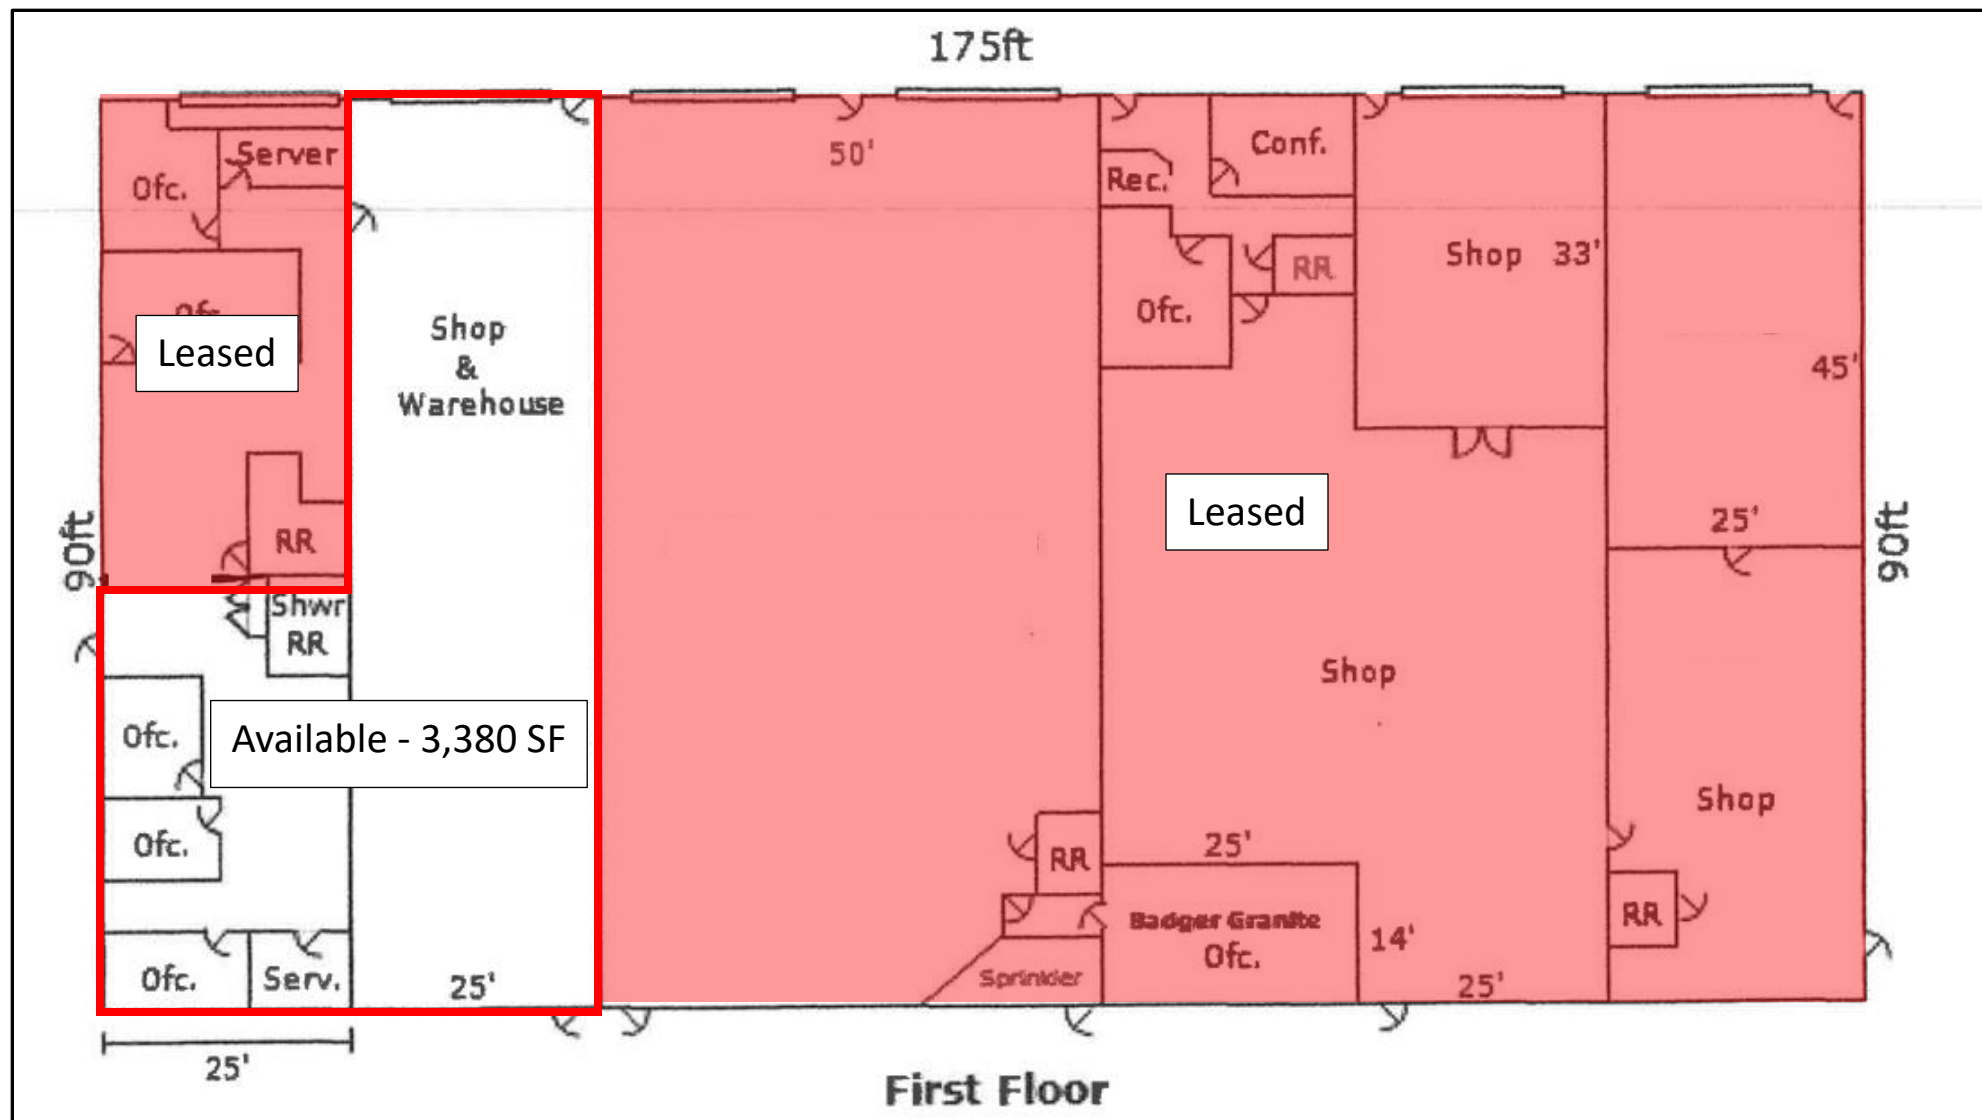 175ft
Server
Ofc.
50'
Rec.
Conf.
Shop 33'
RR
Ofc.
Ofc.
Leased
Shop
&
Warehouse
45'
Leased
25'
90ft
RR
90ft
Shwr
RR
Shop
Ofc.
Available - 3,380 SF
Shop
Ofc.
25'
RR
Badger Granite
Ofc.
14'
RR
Ofc.
Serv.
25'
Sprinkler
25'
25'
First Floor